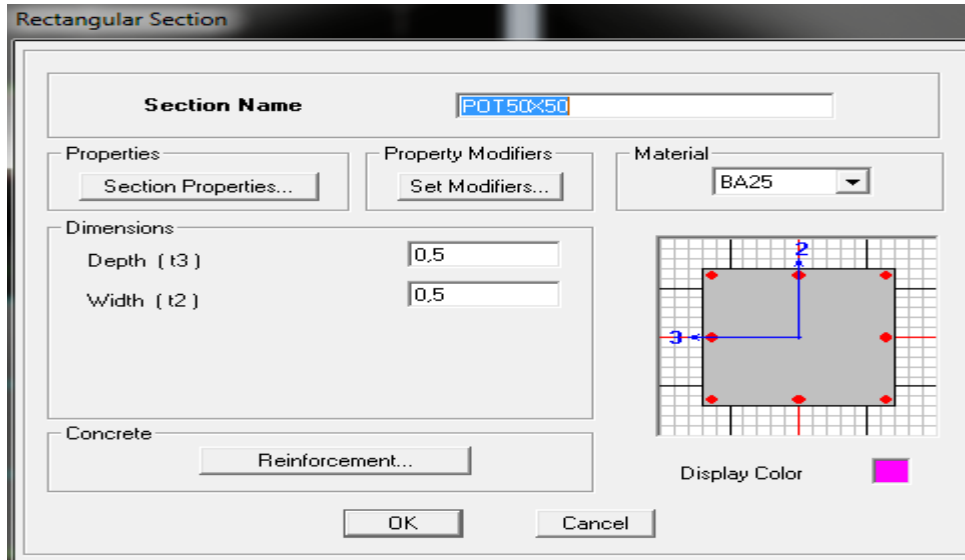 Rectangular Section
Section Name
POT50X50
Properties
Section Properties...
Property Modifiers
Set Modifiers...
Material
BA25
Dimensions
Depth ( t3 )
0,5
Width ( t2 )
0,5
2
3
Concrete
Reinforcement...
Display Color
OK
Cancel